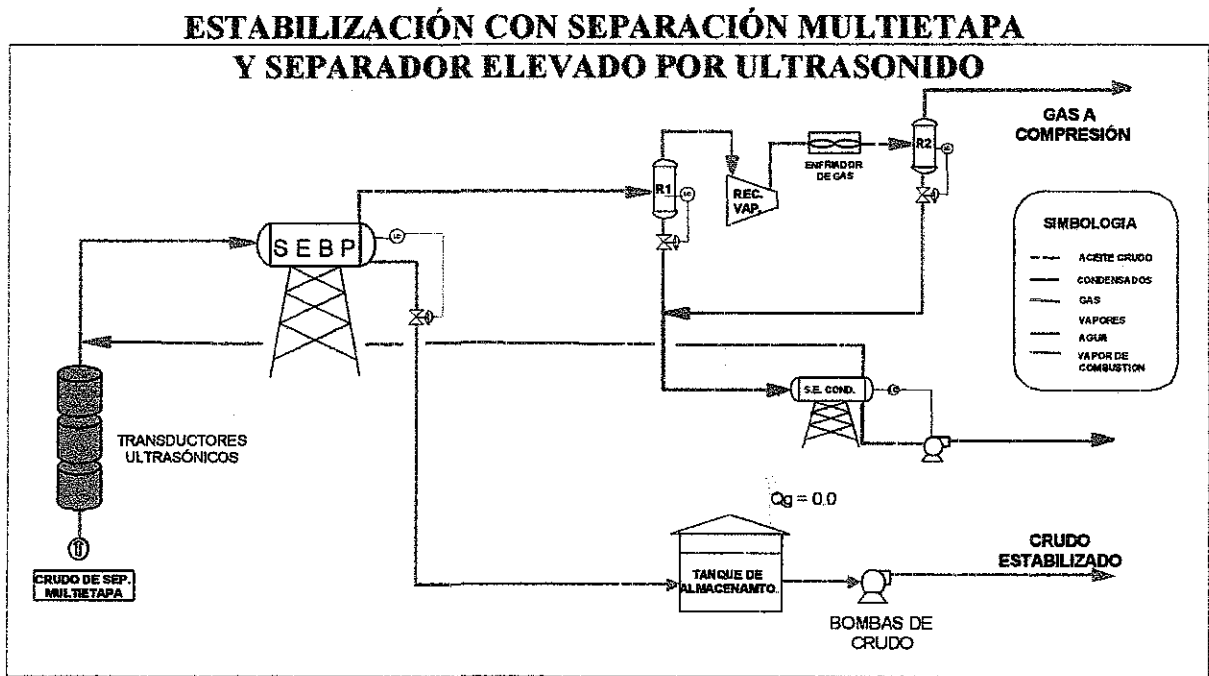 ESTABILIZACIÓN CON SEPARACIÓN MULTIETAPA
Y SEPARADOR ELEVADO POR ULTRASONIDO
GAS A
COMPRESIÓN
R2
ENFRIADOR
DE GAS
R1
REC.
VAP.
SIMBOLOGIA
ACEITE CRUDO
CONDENSADOS
GAS
VAPORES
AGUA
VAPOR DE
COMBUSTION
SEBP
S.E. COND.
TRANSDUCTORES
ULTRASÓNICOS
Qg = 0.0
CRUDO
ESTABILIZADO
TANQUE DE
ALMACENAMTO.
BOMBAS DE
CRUDO
CRUDO DE SEP.
MULTIETAPA